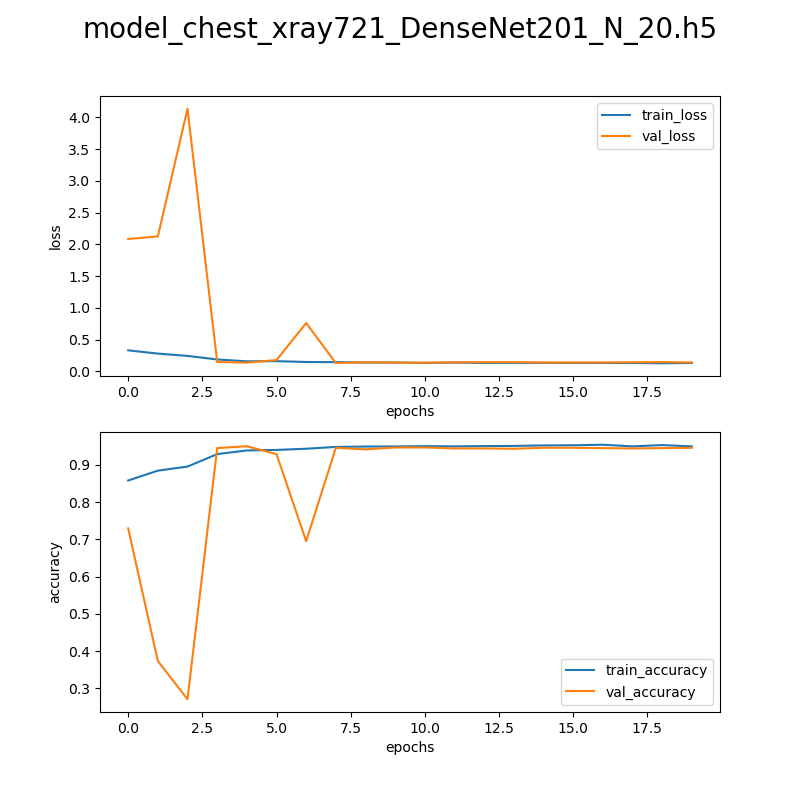 model_chest_xray721_DenseNet201_N_20.h5
4.0
3.5
3.0
2.5
2.0
1.5
1.0
0.5
0.0
loss
train_loss
val_loss
0.0 2.5 5.0 7.5 10.0 12.5 15.0 17.5
epochs
0.9
0.8
0.7
0.6
0.5
0.4
0.3
accuracy
train_accuracy
val_accuracy
0.0 2.5 5.0 7.5 10.0 12.5 15.0 17.5
epochs